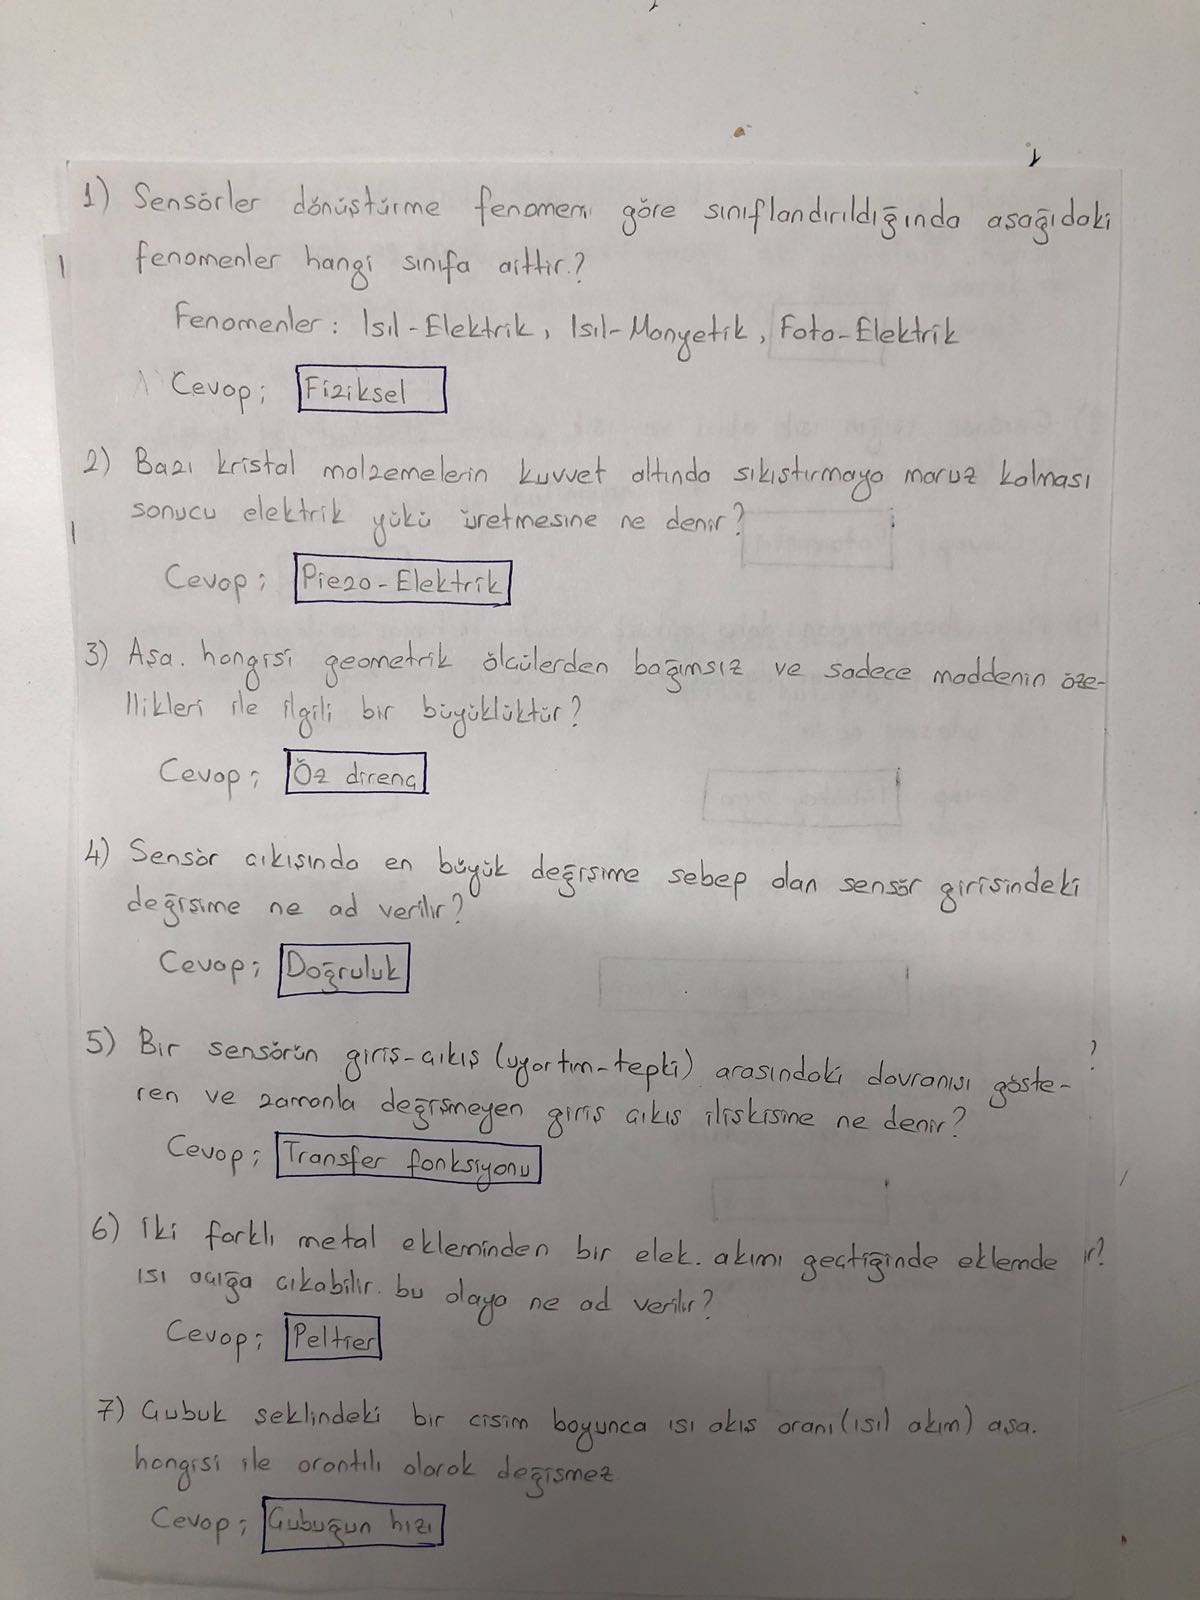 1) Sensörler dönüştürme fenomeni göre sınıflandırıldığında aşağıdaki
fenomenler hangi sınıfa aittir.?
Fenomenler : Isıl-Elektrik, Isıl-Manyetik, Foto-Elektrik
Cevap; Fiziksel
2) Bazı kristal malzemelerin kuvvet altında sıkıştırmaya maruz kalması
sonucu elektrik yükü üretmesine ne denir?
Cevap; Piezo-Elektrik
3) Aşa. hangisi geometrik ölçülerden bağımsız ve sadece maddenin öze-
llikleri ile ilgili bir büyüklüktür?
Cevap; Öz direnç
4) Sensör çıkışında en büyük değişime sebep olan sensör girisindeki
değişime ne ad verilir?
Cevap; Doğruluk
5) Bir sensörün giriş-çıkış (uyartım-tepki) arasındaki davranışı göste-
ren ve zamanla değişmeyen giriş çıkış ilişkisine ne denir?
Cevap; Transfer fonksiyonu
6) İki farklı metal ekleminden bir elek. akımı geçtiğinde eklemde
ısı açığa çıkabilir. bu olaya ne ad verilir?
Cevap; Peltier
7) Çubuk şeklindeki bir cisim boyunca ısı akış oranı (ısıl akım) aşa.
hangisi ile orantılı olarak değişmez
Cevap; Çubuğun hızı